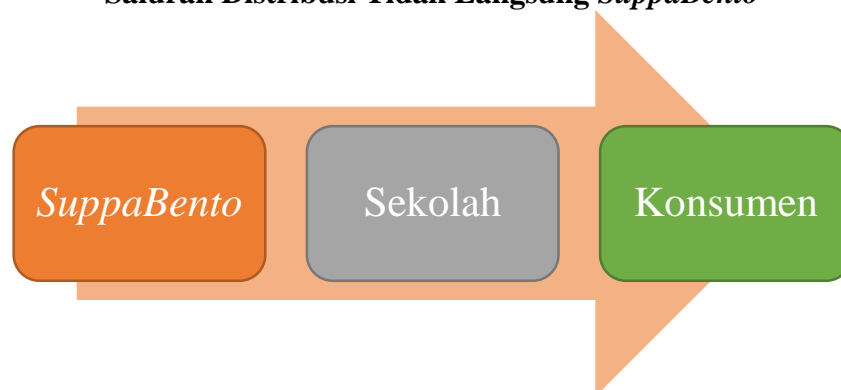 Saluran Distribusi Tidak Langsung SuppaBento
SuppaBento
Sekolah
Konsumen